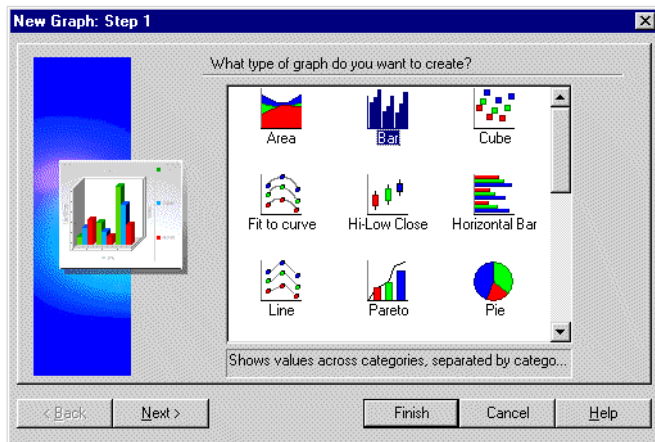 New Graph: Step 1
What type of graph do you want to create?
Area
Bar
Cube
Fit to curve
Hi-Low Close
Horizontal Bar
Line
Pareto
Pie
Shows values across categories, separated by catego...
< Back
Next >
Finish
Cancel
Help